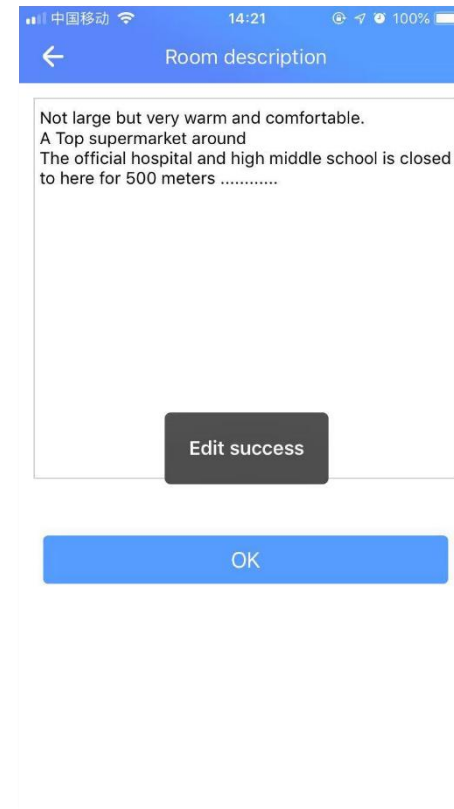 中国移动 14:21 100%
Room description
Not large but very warm and comfortable.
A Top supermarket around
The official hospital and high middle school is closed
to here for 500 meters ............
Edit success
OK